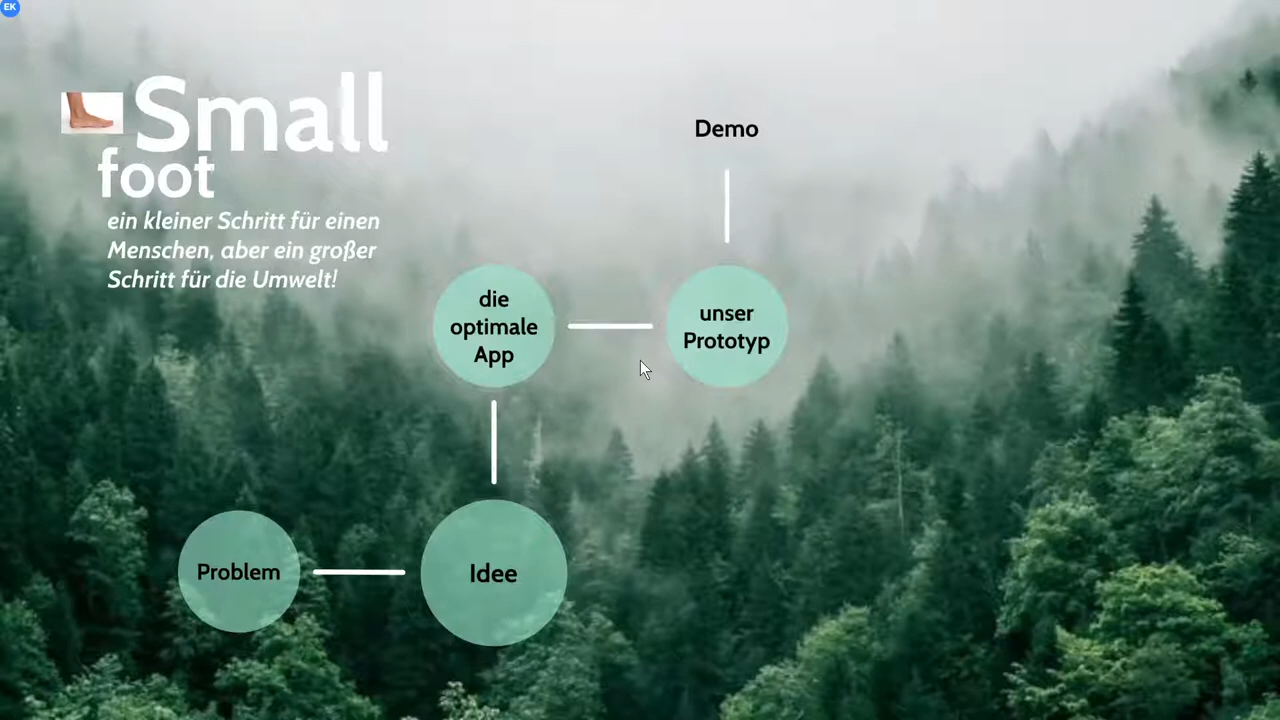 EK
Small
foot
ein kleiner Schritt für einen
Menschen, aber ein großer
Schritt für die Umwelt!
Demo
die
optimale
App
unser
Prototyp
Problem
Idee